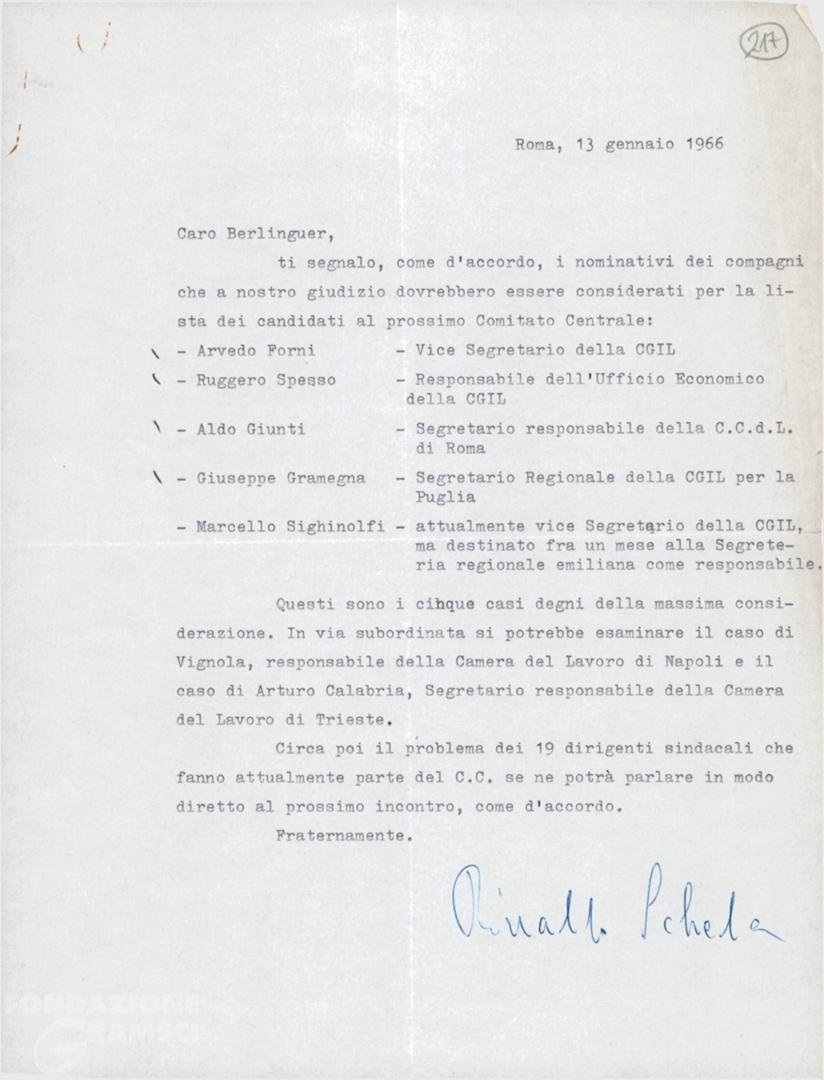 217
Roma, 13 gennaio 1966
Caro Berlinguer,
ti segnalo, come d'accordo, i nominativi dei compagni
che a nostro giudizio dovrebbero essere considerati per la li-
sta dei candidati al prossimo Comitato Centrale:
\ - Arvedo Forni - Vice Segretario della CGIL
\ - Ruggero Spesso - Responsabile dell'Ufficio Economico
della CGIL
\ - Aldo Giunti - Segretario responsabile della C.C.d.L.
di Roma
\ - Giuseppe Gramegna - Segretario Regionale della CGIL per la
Puglia
- Marcello Sighinolfi - attualmente vice Segretario della CGIL,
ma destinato fra un mese alla Segrete-
ria regionale emiliana come responsabile.
Questi sono i cinque casi degni della massima consi-
derazione. In via subordinata si potrebbe esaminare il caso di
Vignola, responsabile della Camera del Lavoro di Napoli e il
caso di Arturo Calabria, Segretario responsabile della Camera
del Lavoro di Trieste.
Circa poi il problema dei 19 dirigenti sindacali che
fanno attualmente parte del C.C. se ne potrà parlare in modo
diretto al prossimo incontro, come d'accordo.
Fraternamente.
Rinaldo Scheda
FONDAZIONE
GRAMSCI